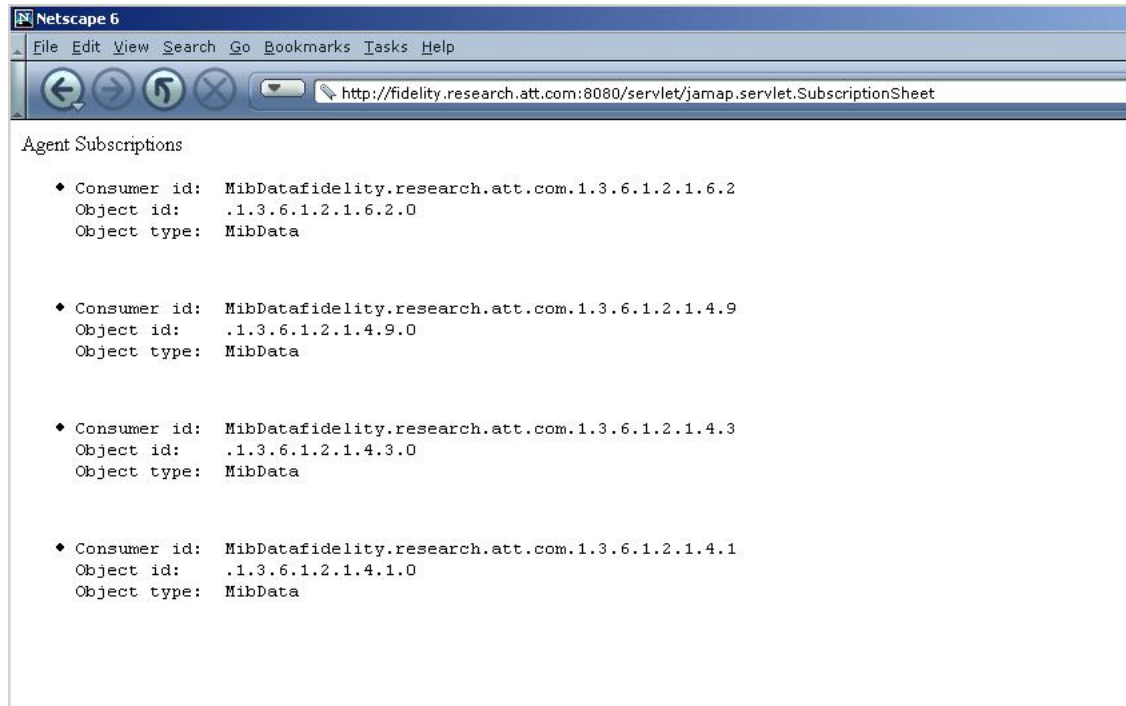 Netscape 6
File Edit View Search Go Bookmarks Tasks Help
http://fidelity.research.att.com:8080/servlet/jamap.servlet.SubscriptionSheet
Agent Subscriptions
Consumer id: MibDatafidelity.research.att.com.1.3.6.1.2.1.6.2
Object id: .1.3.6.1.2.1.6.2.0
Object type: MibData
Consumer id: MibDatafidelity.research.att.com.1.3.6.1.2.1.4.9
Object id: .1.3.6.1.2.1.4.9.0
Object type: MibData
Consumer id: MibDatafidelity.research.att.com.1.3.6.1.2.1.4.3
Object id: .1.3.6.1.2.1.4.3.0
Object type: MibData
Consumer id: MibDatafidelity.research.att.com.1.3.6.1.2.1.4.1
Object id: .1.3.6.1.2.1.4.1.0
Object type: MibData